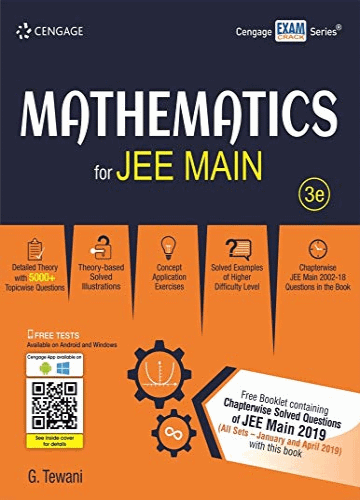 CENGAGE
Cengage EXAM CRACK Series®
MATHEMATICS
for JEE MAIN
3e
Detailed Theory
with 5000+
Topicwise Questions
Theory-based
Solved
Illustrations
Concept
Application
Exercises
Solved Examples
of Higher
Difficulty Level
Chapterwise
JEE Main 2002-18
Questions in the Book
FREE TESTS
Available on Android and Windows
Cengage App available on
See inside cover
for details
Free Booklet containing
Chapterwise Solved Questions
of JEE Main 2019
(All Sets – January and April 2019)
with this book
G. Tewani